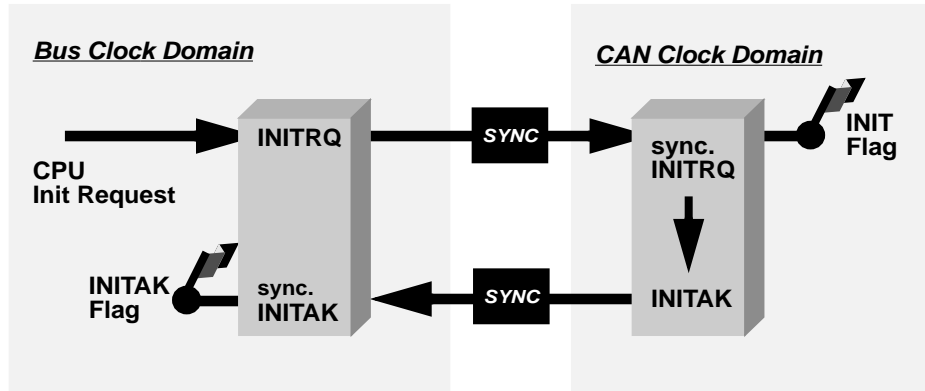 Bus Clock Domain
CAN Clock Domain
CPU
Init Request
INITRQ
SYNC
sync.
INITRQ
INIT
Flag
INITAK
Flag
sync.
INITAK
SYNC
INITAK